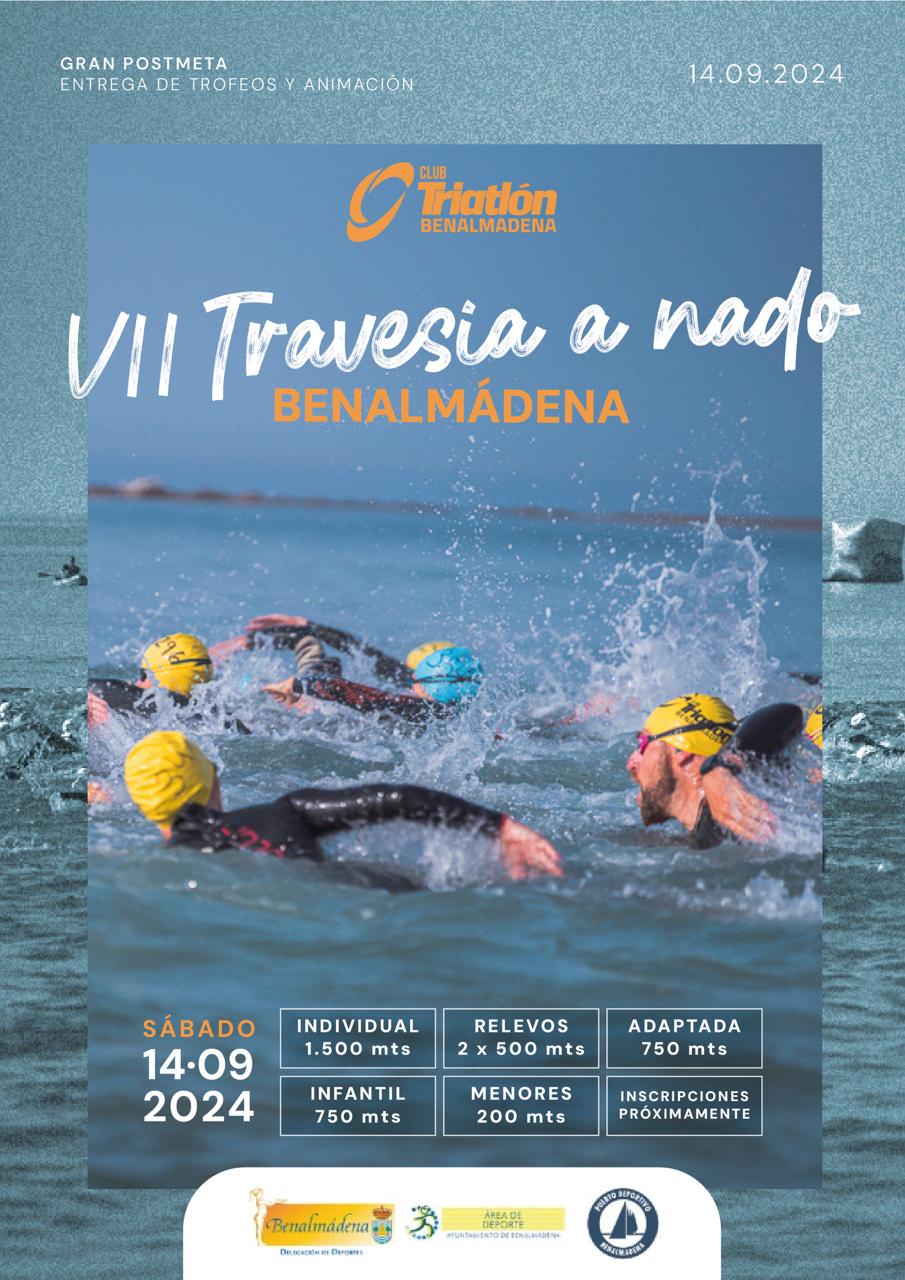 GRAN POSTMETA
ENTREGA DE TROFEOS Y ANIMACIÓN
14.09.2024
CLUB
Triatlón
BENALMADENA
VII Travesia a nado
BENALMÁDENA
SÁBADO
14·09
2024
INDIVIDUAL
1.500 mts
RELEVOS
2 x 500 mts
ADAPTADA
750 mts
INFANTIL
750 mts
MENORES
200 mts
INSCRIPCIONES
PRÓXIMAMENTE
Benalmádena
DELEGACIÓN DE DEPORTES
ÁREA DE
DEPORTE
AYUNTAMIENTO DE BENALMÁDENA
PUERTO DEPORTIVO
BENALMADENA